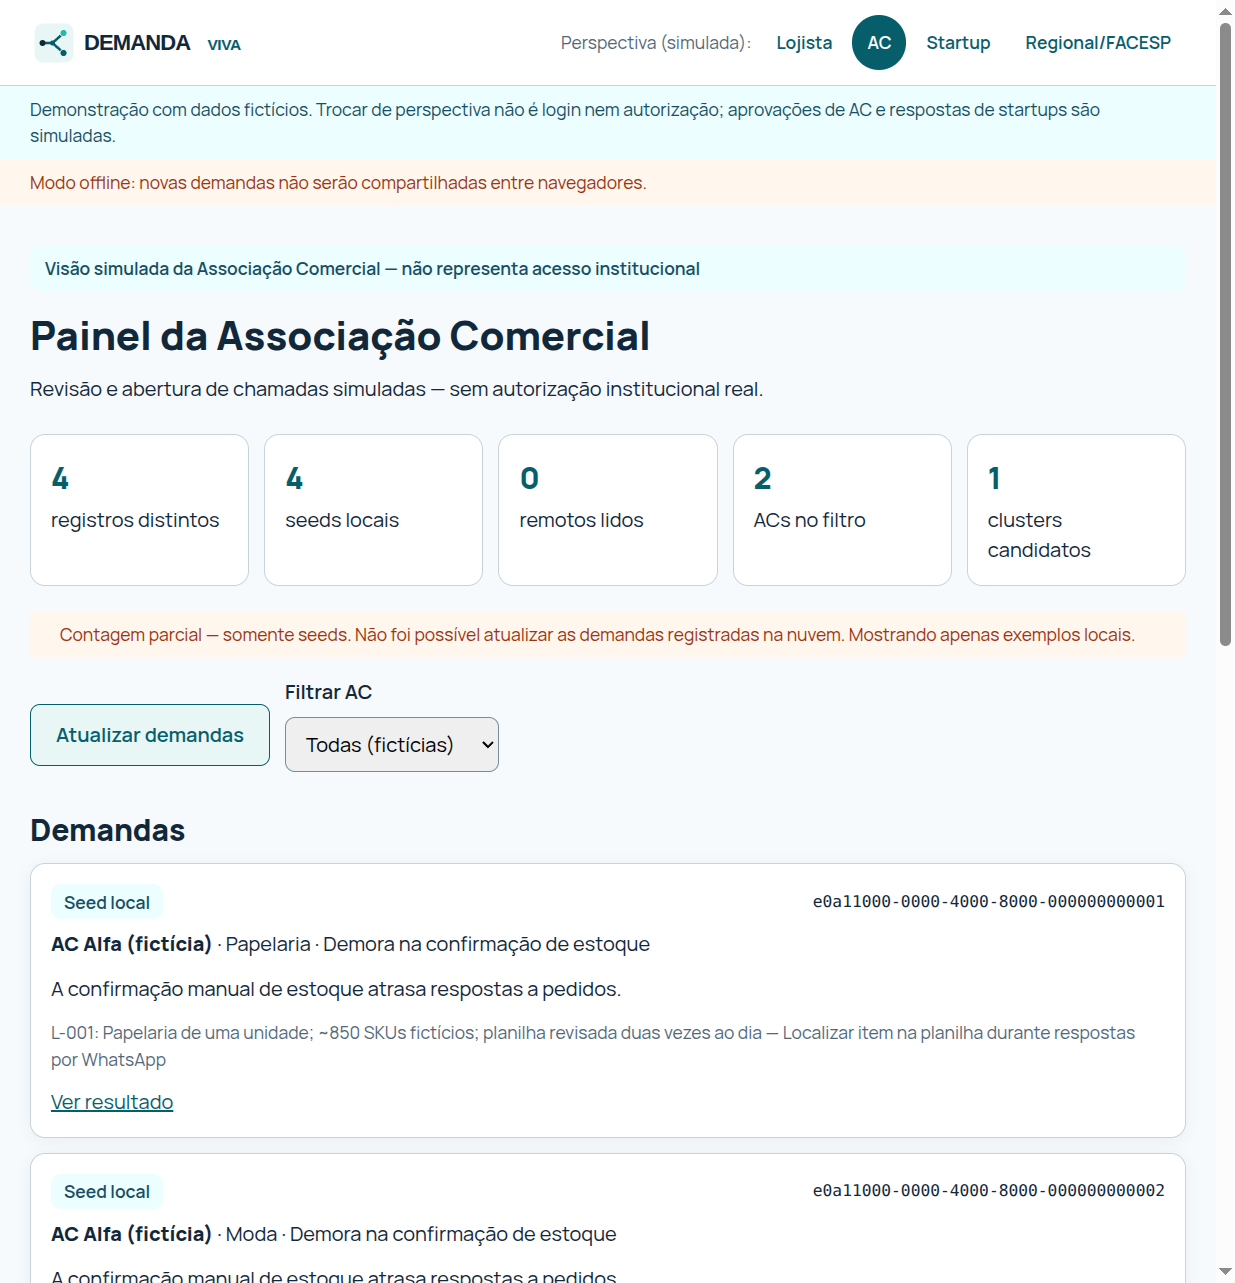 DEMANDA VIVA
Perspectiva (simulada): Lojista AC Startup Regional/FACESP
Demonstração com dados fictícios. Trocar de perspectiva não é login nem autorização; aprovações de AC e respostas de startups são
simuladas.
Modo offline: novas demandas não serão compartilhadas entre navegadores.
Visão simulada da Associação Comercial — não representa acesso institucional
Painel da Associação Comercial
Revisão e abertura de chamadas simuladas — sem autorização institucional real.
4
registros distintos
4
seeds locais
0
remotos lidos
2
ACs no filtro
1
clusters
candidatos
Contagem parcial — somente seeds. Não foi possível atualizar as demandas registradas na nuvem. Mostrando apenas exemplos locais.
Atualizar demandas
Filtrar AC
Todas (fictícias)
Demandas
Seed local
e0a11000-0000-4000-8000-000000000001
AC Alfa (fictícia) · Papelaria · Demora na confirmação de estoque
A confirmação manual de estoque atrasa respostas a pedidos.
L-001: Papelaria de uma unidade; ~850 SKUs fictícios; planilha revisada duas vezes ao dia — Localizar item na planilha durante respostas
por WhatsApp
Ver resultado
Seed local
e0a11000-0000-4000-8000-000000000002
AC Alfa (fictícia) · Moda · Demora na confirmação de estoque
A confirmação manual de estoque atrasa respostas a pedidos.